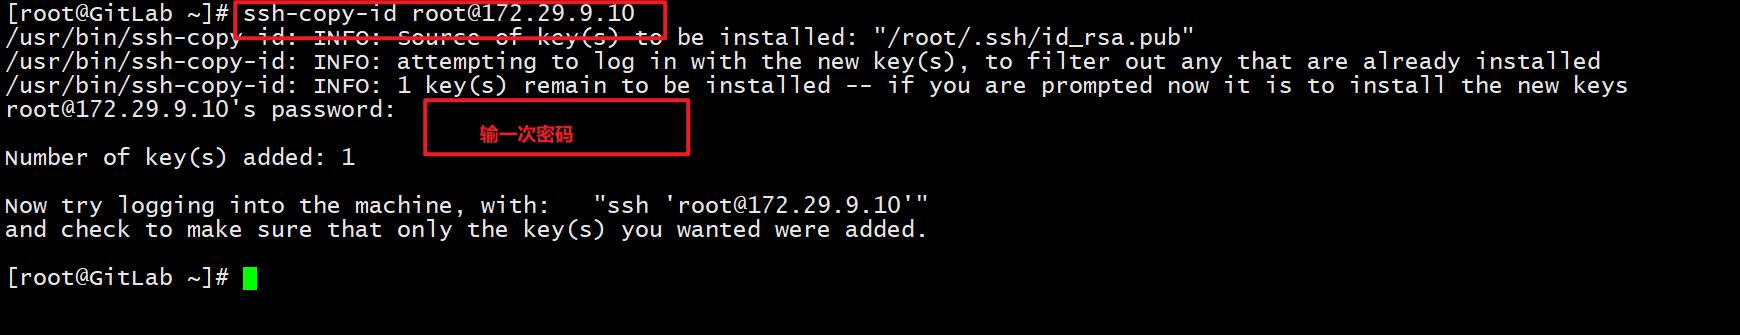 [root@GitLab ~]# ssh-copy-id root@172.29.9.10
/usr/bin/ssh-copy-id: INFO: Source of key(s) to be installed: "/root/.ssh/id_rsa.pub"
/usr/bin/ssh-copy-id: INFO: attempting to log in with the new key(s), to filter out any that are already installed
/usr/bin/ssh-copy-id: INFO: 1 key(s) remain to be installed -- if you are prompted now it is to install the new keys
root@172.29.9.10's password:
输一次密码
Number of key(s) added: 1
Now try logging into the machine, with:   "ssh 'root@172.29.9.10'"
and check to make sure that only the key(s) you wanted were added.
[root@GitLab ~]#